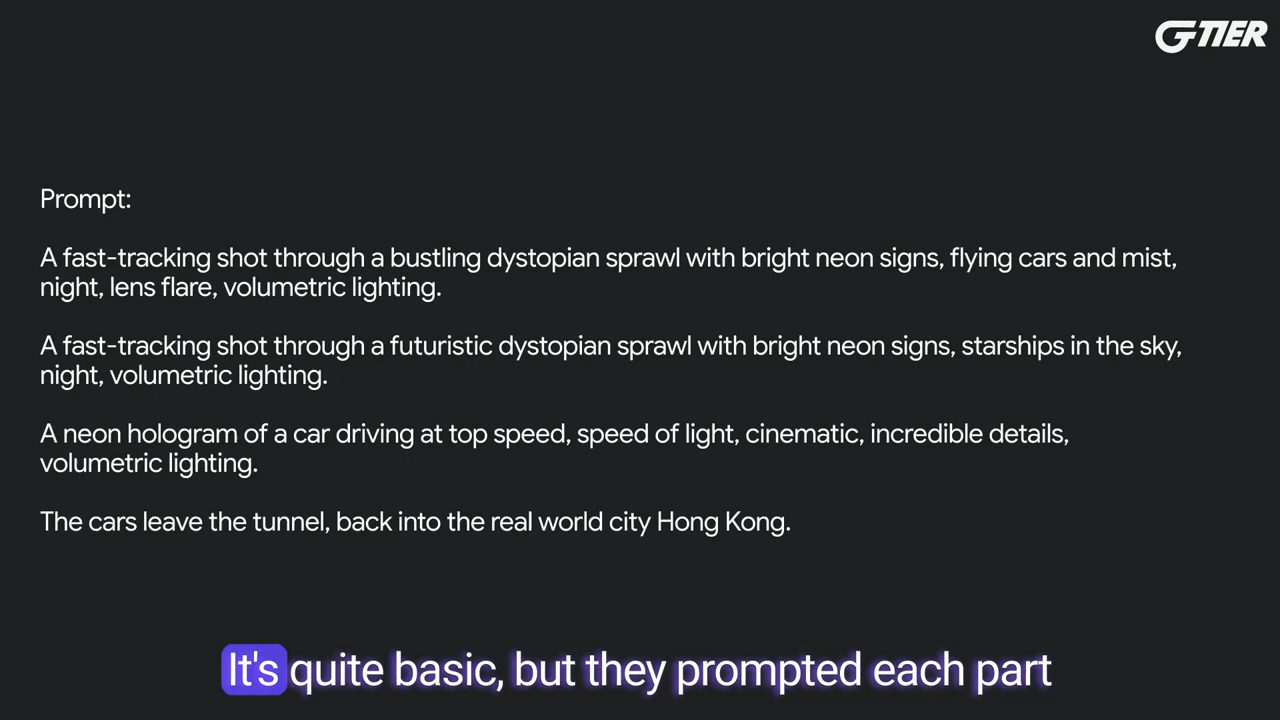 GTIER
Prompt:
A fast-tracking shot through a bustling dystopian sprawl with bright neon signs, flying cars and mist,
night, lens flare, volumetric lighting.
A fast-tracking shot through a futuristic dystopian sprawl with bright neon signs, starships in the sky,
night, volumetric lighting.
A neon hologram of a car driving at top speed, speed of light, cinematic, incredible details,
volumetric lighting.
The cars leave the tunnel, back into the real world city Hong Kong.
It's quite basic, but they prompted each part